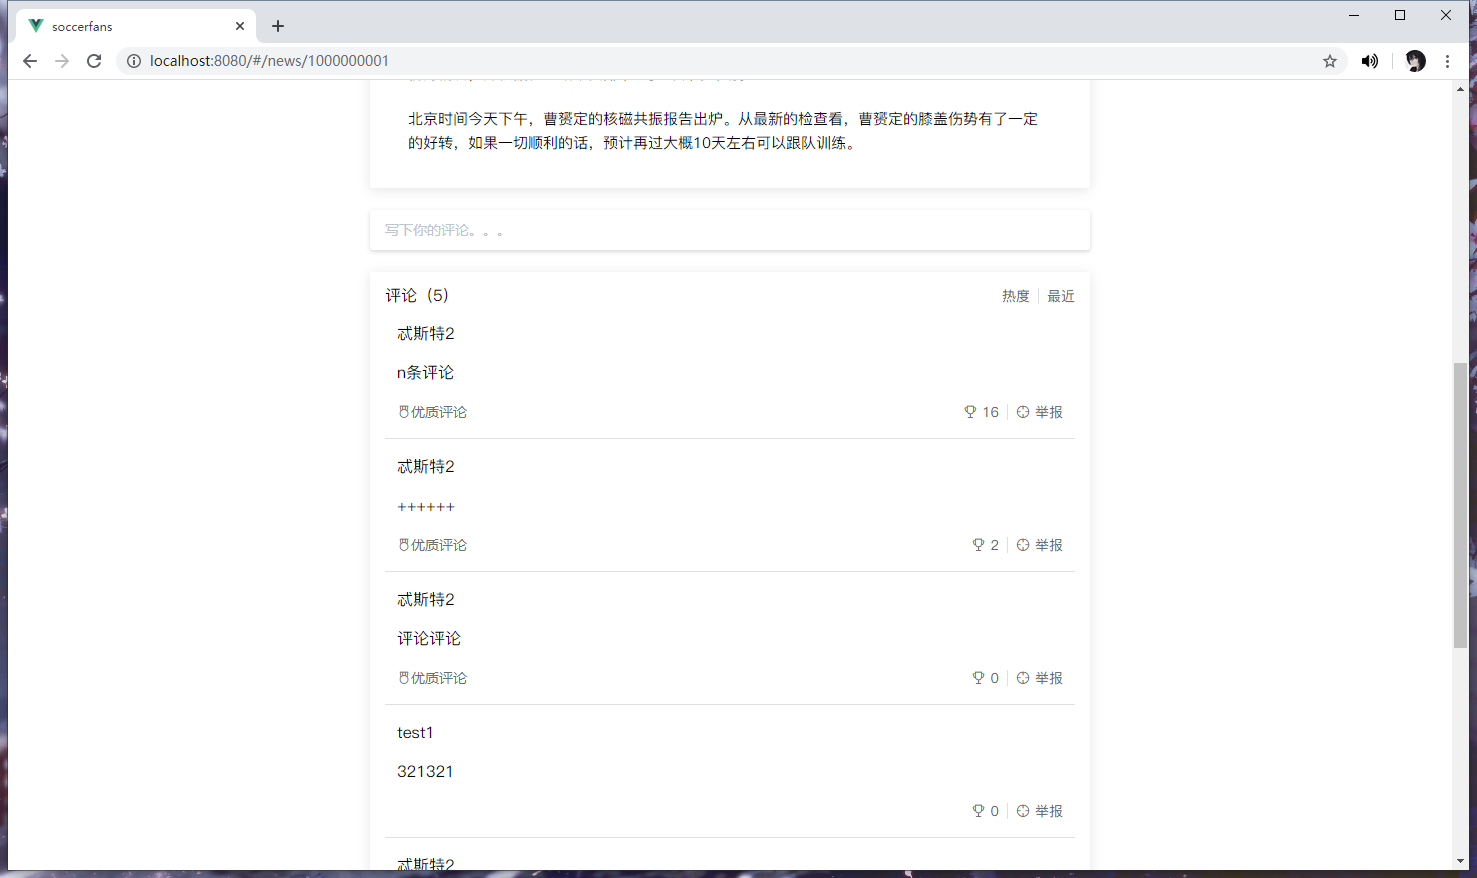 soccerfans
localhost:8080/#/news/1000000001
北京时间今天下午，曹赟定的核磁共振报告出炉。从最新的检查看，曹赟定的膝盖伤势有了一定
的好转，如果一切顺利的话，预计再过大概10天左右可以跟队训练。
写下你的评论。。。
评论（5） 热度 最近
忒斯特2
n条评论
优质评论 16 举报
忒斯特2
++++++
优质评论 2 举报
忒斯特2
评论评论
优质评论 0 举报
test1
321321
0 举报
忒斯特2